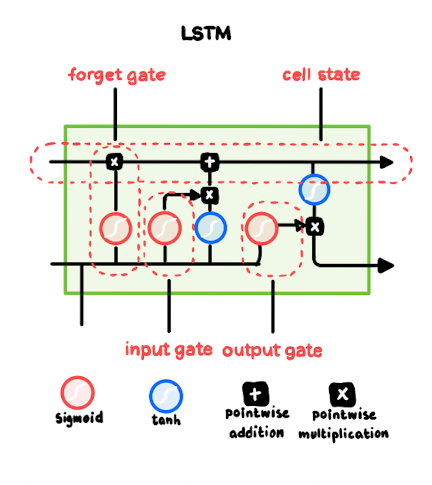 LSTM
forget gate
cell state
x
+
x
x
input gate
output gate
+
x
Sigmoid
tanh
pointwise
addition
pointwise
multiplication